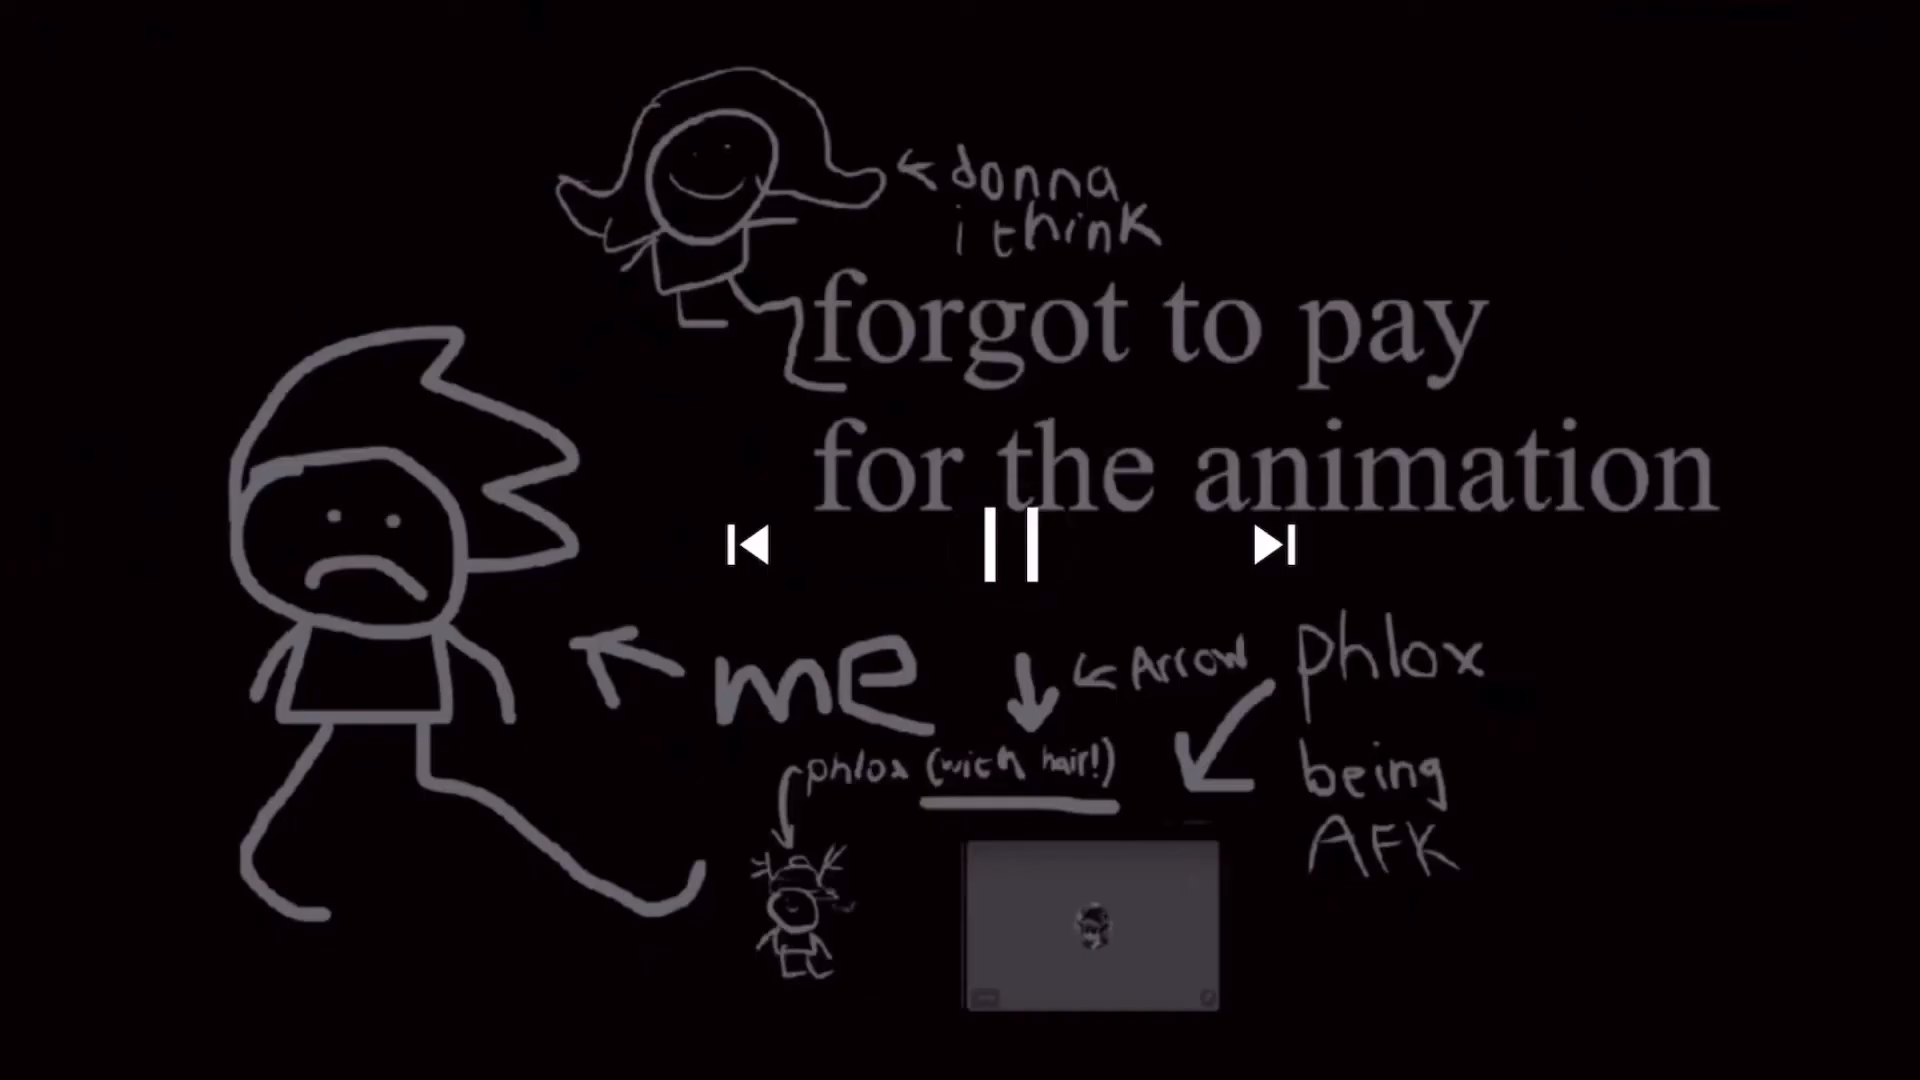 donna
i think
forgot to pay
for the animation
me
Arrow
phlox
being
AFK
phlox (with hair!)